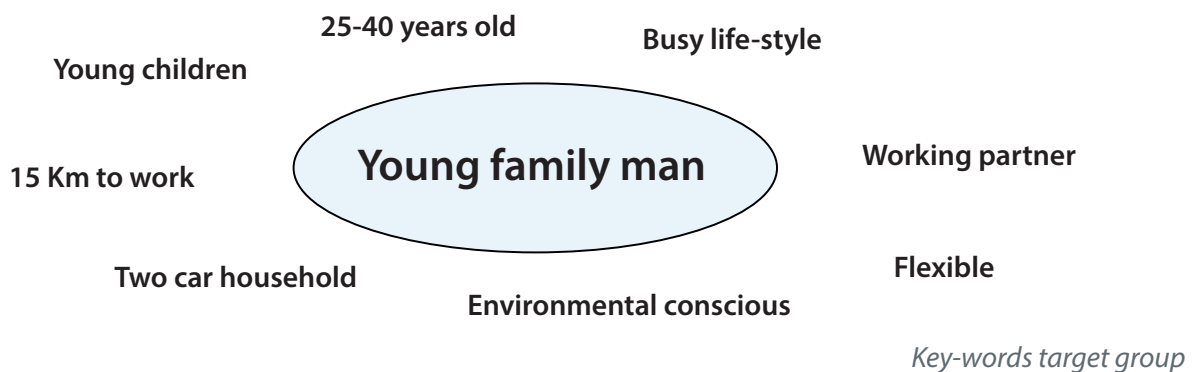 25-40 years old
Busy life-style
Young children
Young family man
Working partner
15 Km to work
Flexible
Two car household
Environmental conscious
Key-words target group